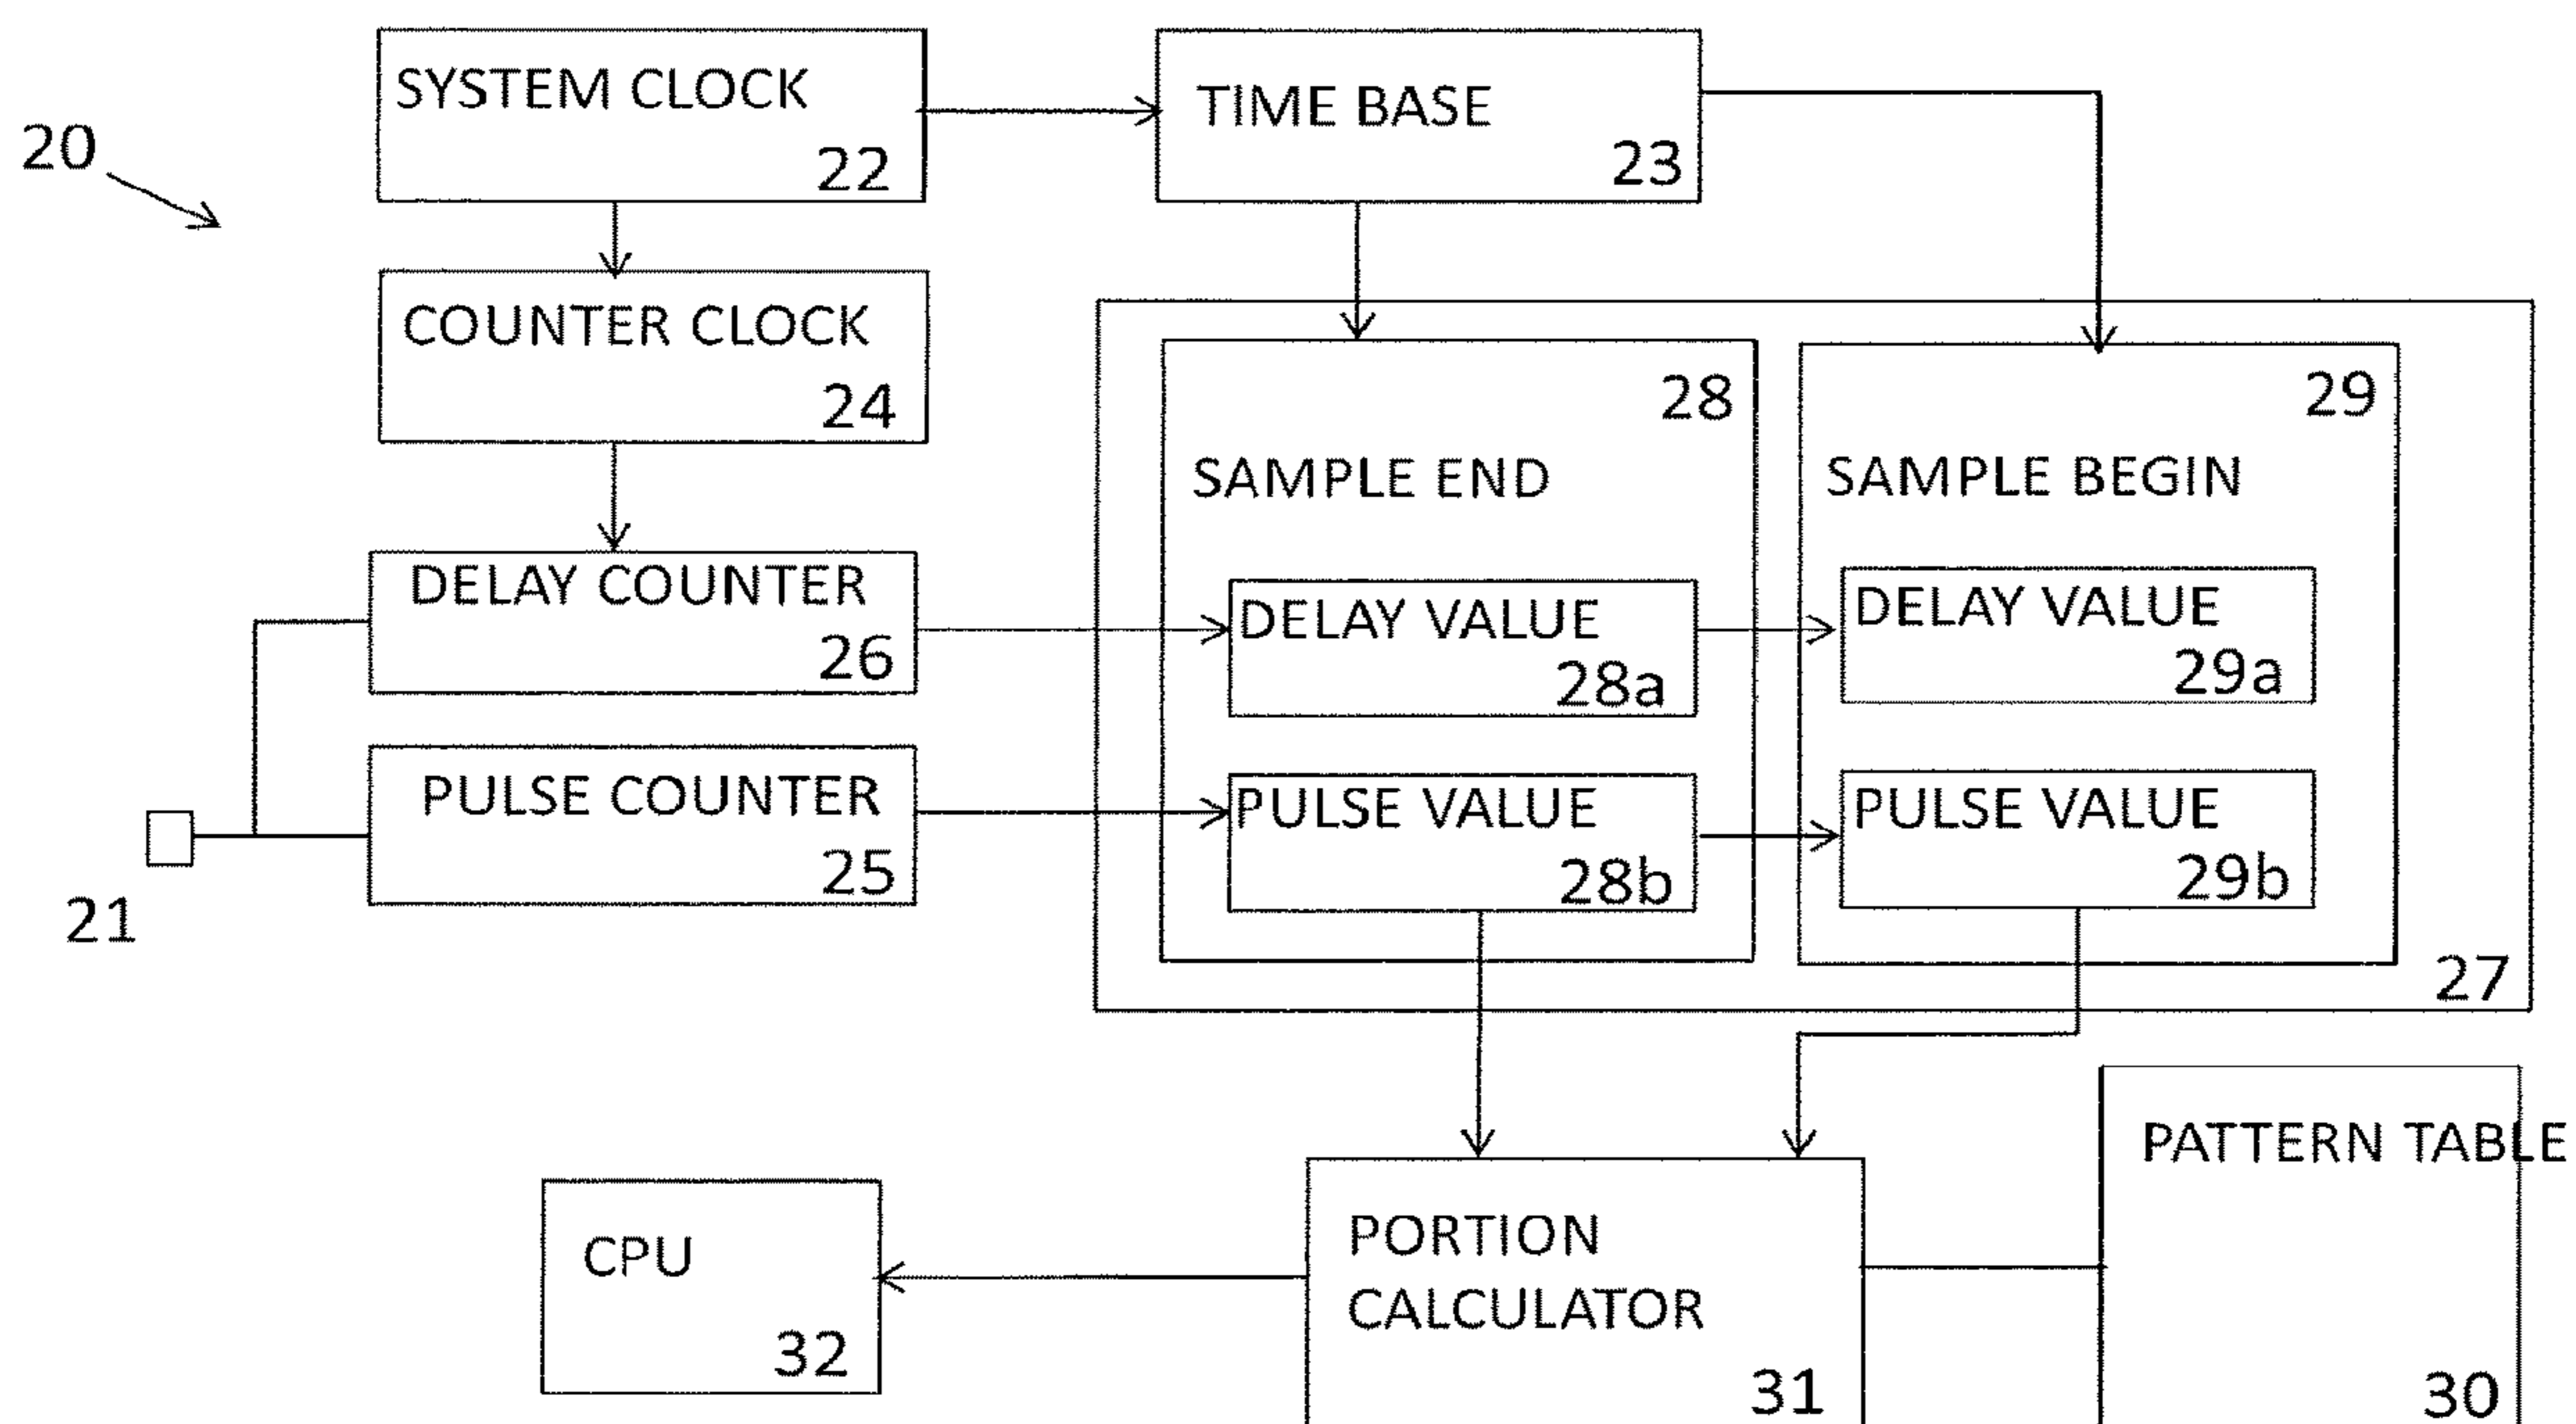 20
SYSTEM CLOCK
22
TIME BASE
23
COUNTER CLOCK
24
DELAY COUNTER
26
PULSE COUNTER
25
21
28
SAMPLE END
DELAY VALUE
28a
PULSE VALUE
28b
29
SAMPLE BEGIN
DELAY VALUE
29a
PULSE VALUE
29b
27
CPU
32
PORTION
CALCULATOR
31
PATTERN TABLE
30